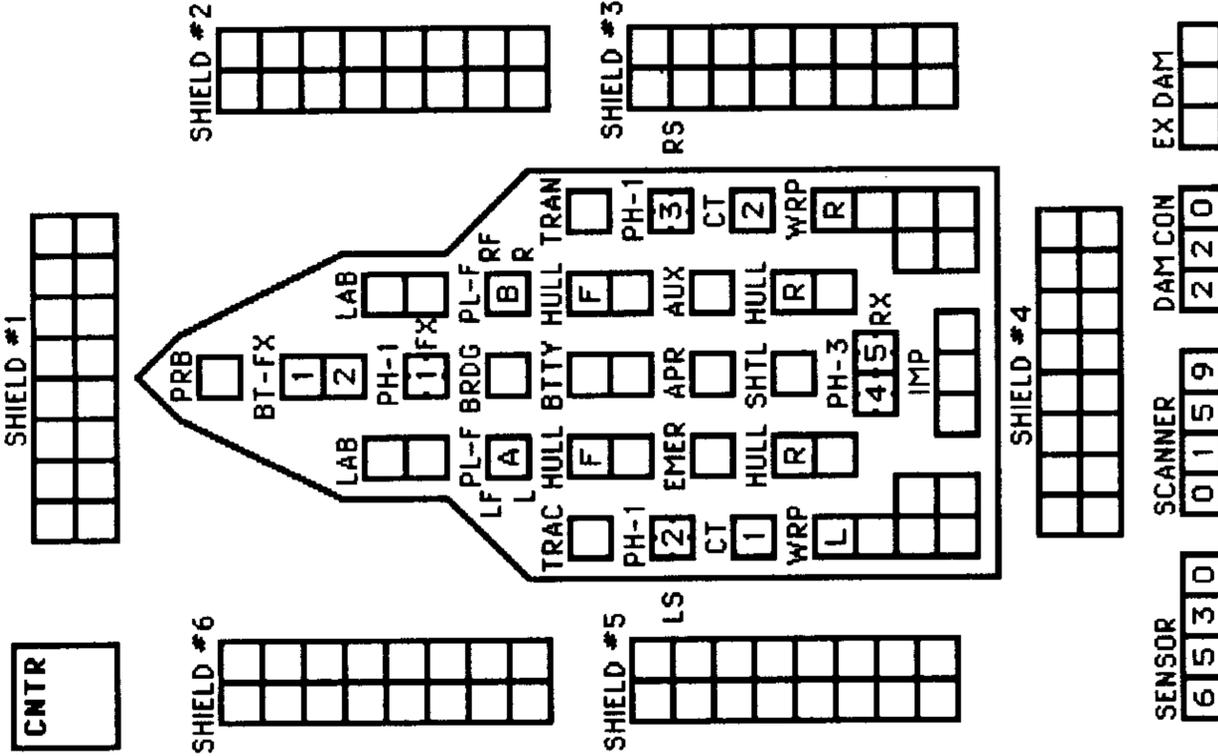 CNTR
SHIELD #1
SHIELD #6
SHIELD #2
PRB
BT-FX
1
2
LAB
LAB
PH-1
1
FX
LF
L
PL-F
A
BRDG
PL-F
B
RF
R
TRAC
HULL
F
BTTY
HULL
F
TRAN
SHIELD #5
SHIELD #3
LS
RS
PH-1
2
EMER
APR
AUX
PH-1
3
CT
1
CT
2
WRP
L
HULL
R
SHTL
HULL
R
WRP
R
PH-3
4 5
RX
IMP
SHIELD #4
SENSOR
6 5 3 0
SCANNER
0 1 5 9
DAM CON
2 2 0
EX DAM